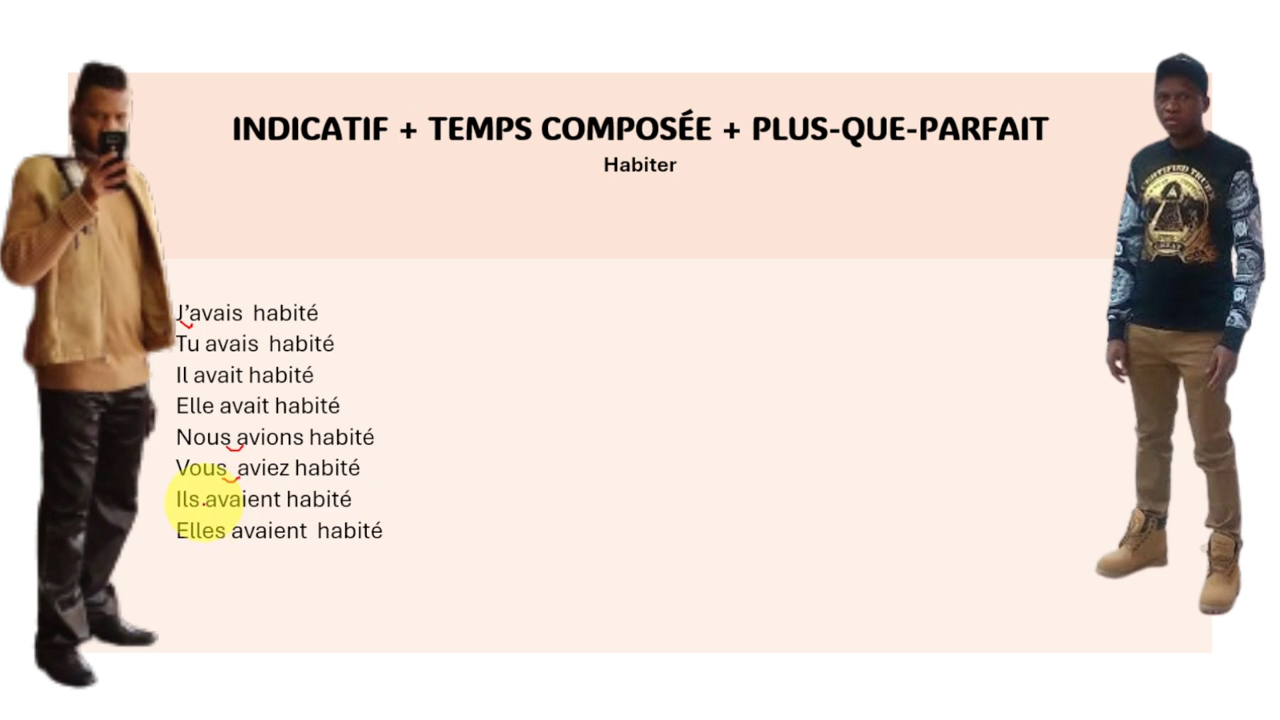 INDICATIF + TEMPS COMPOSÉE + PLUS-QUE-PARFAIT
Habiter
J’avais habité
Tu avais habité
Il avait habité
Elle avait habité
Nous avions habité
Vous aviez habité
Ils avaient habité
Elles avaient habité